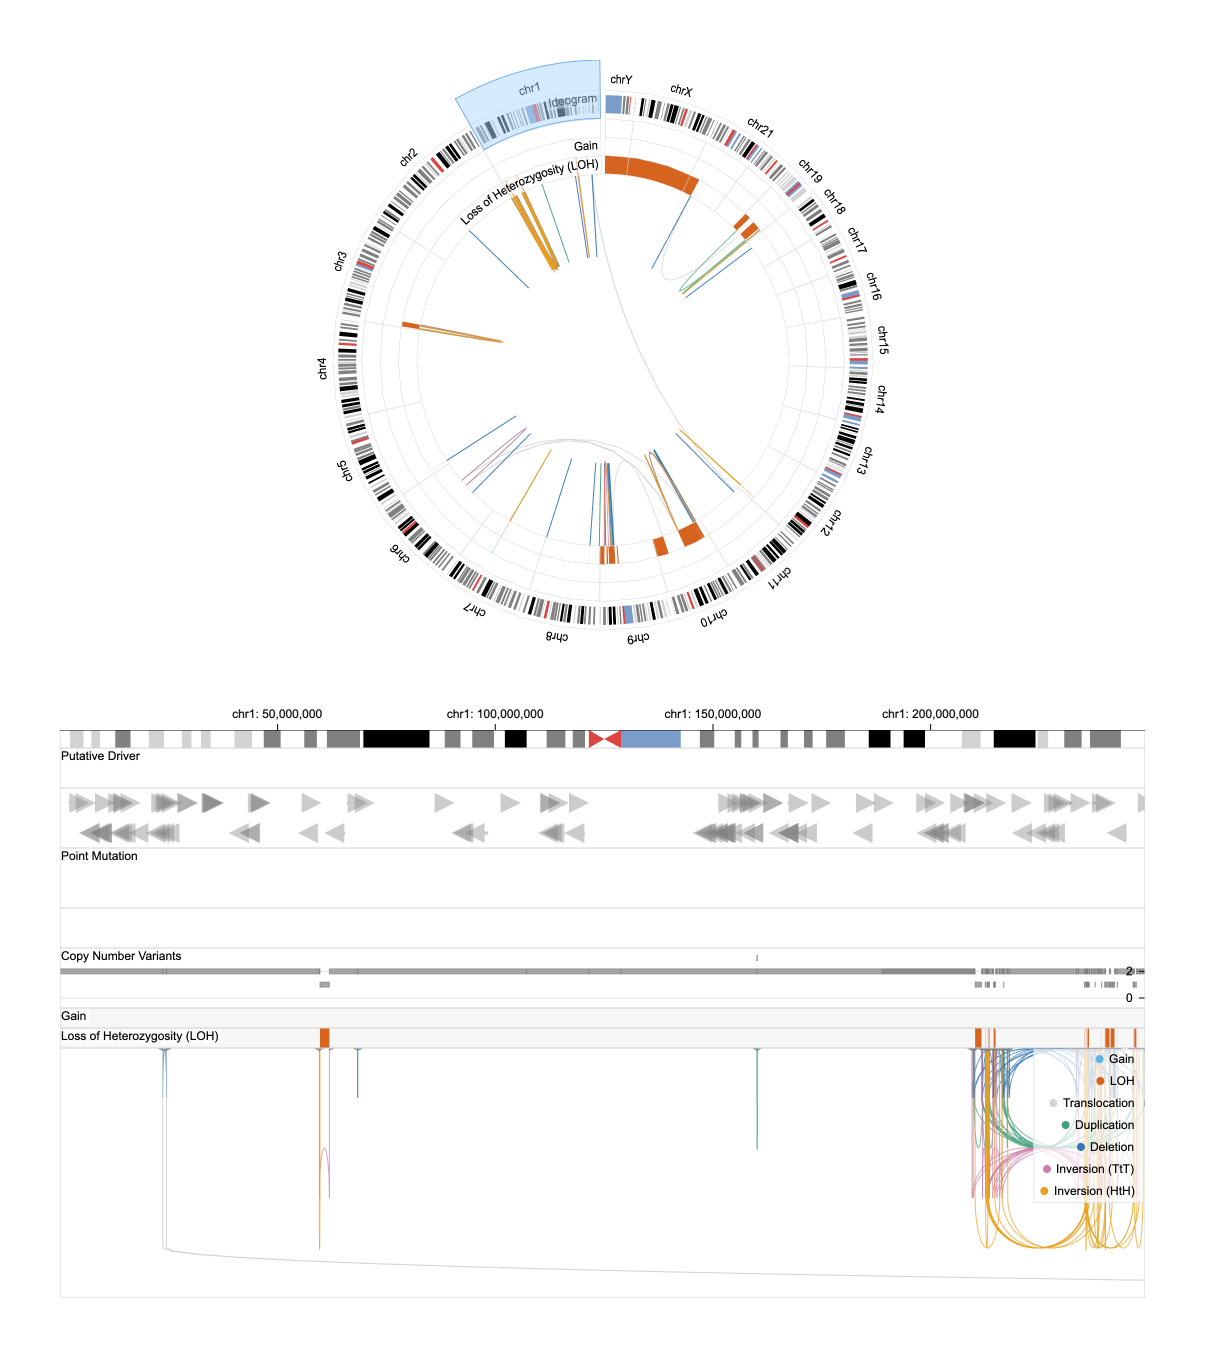 chr1
Ideogram
chrY
chrX
chr21
chr19
chr18
chr17
chr16
chr15
chr14
chr13
chr12
chr11
chr10
chr9
chr8
chr7
chr6
chr5
chr4
chr3
chr2
Gain
Loss of Heterozygosity (LOH)
chr1: 50,000,000
chr1: 100,000,000
chr1: 150,000,000
chr1: 200,000,000
Putative Driver
Point Mutation
Copy Number Variants
2
0
Gain
Loss of Heterozygosity (LOH)
Gain
LOH
Translocation
Duplication
Deletion
Inversion (TtT)
Inversion (HtH)